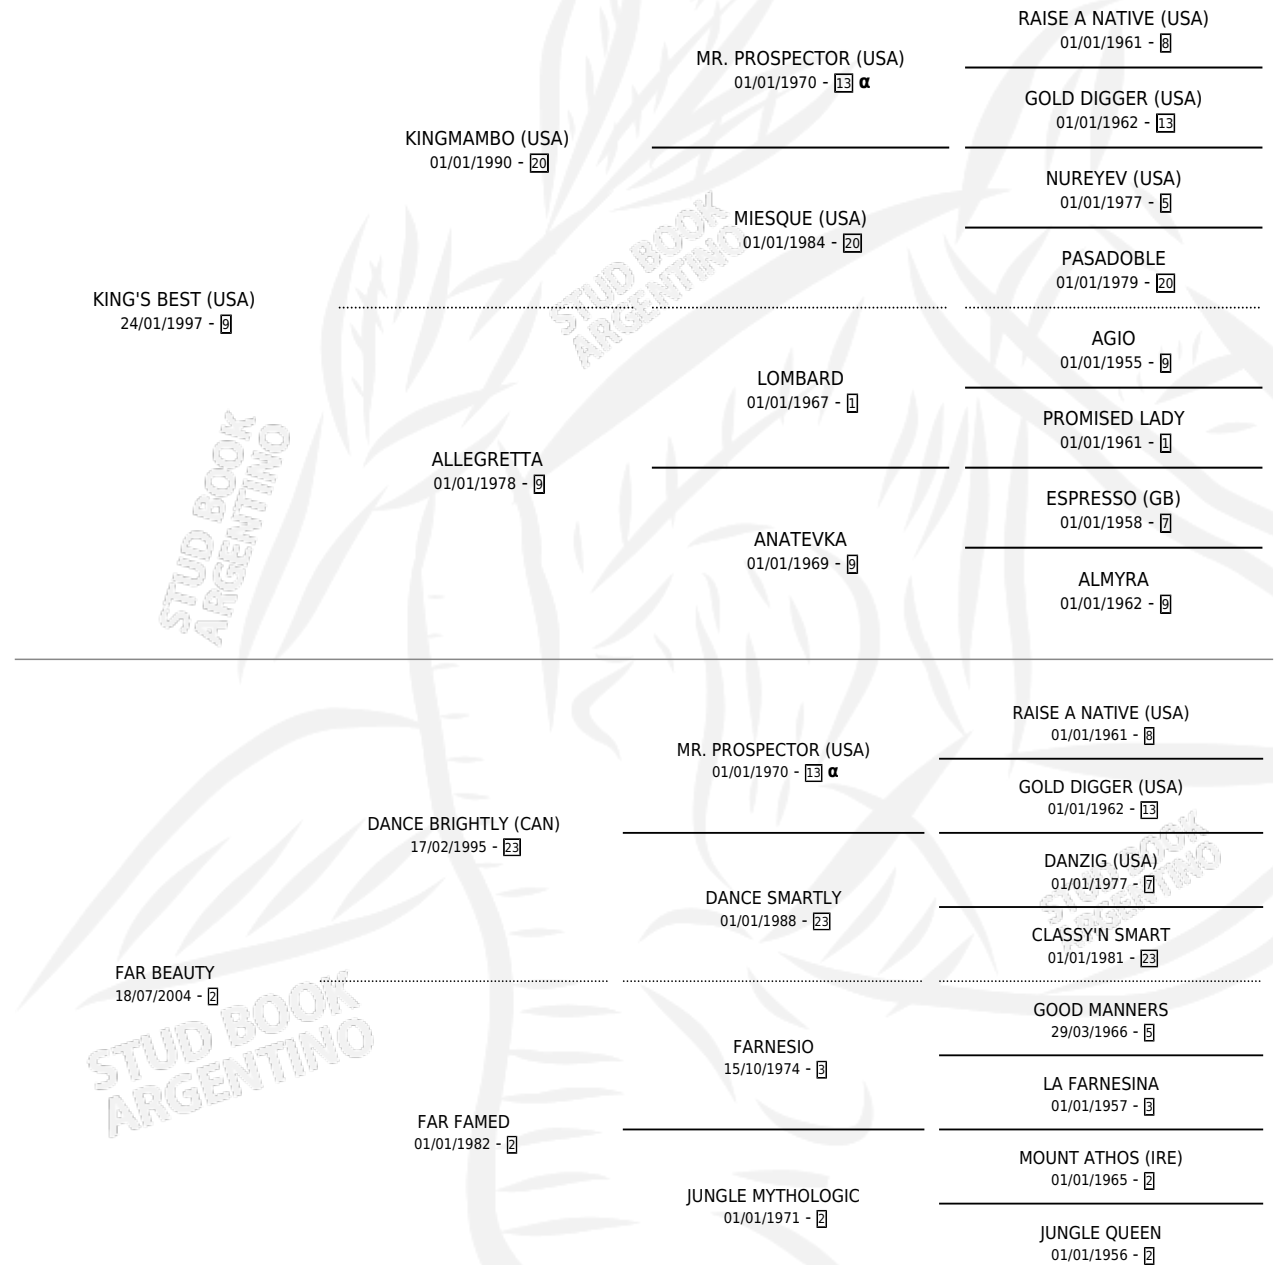 RAISE A NATIVE (USA)
01/01/1961 - 8
MR. PROSPECTOR (USA)
01/01/1970 - 13 α
GOLD DIGGER (USA)
01/01/1962 - 13
KINGMAMBO (USA)
01/01/1990 - 20
NUREYEV (USA)
01/01/1977 - 5
MIESQUE (USA)
01/01/1984 - 20
PASADOBLE
01/01/1979 - 20
STUD BOOK
ARGENTINO
KING'S BEST (USA)
24/01/1997 - 9
AGIO
01/01/1955 - 9
LOMBARD
01/01/1967 - 1
PROMISED LADY
01/01/1961 - 1
ALLEGRETTA
01/01/1978 - 9
ESPRESSO (GB)
01/01/1958 - 7
ANATEVKA
01/01/1969 - 9
ALMYRA
01/01/1962 - 9
STUD BOOK
ARGENTINO
RAISE A NATIVE (USA)
01/01/1961 - 8
MR. PROSPECTOR (USA)
01/01/1970 - 13 α
GOLD DIGGER (USA)
01/01/1962 - 13
DANCE BRIGHTLY (CAN)
17/02/1995 - 23
DANZIG (USA)
01/01/1977 - 7
STUD BOOK
ARGENTINO
DANCE SMARTLY
01/01/1988 - 23
CLASSY'N SMART
01/01/1981 - 23
FAR BEAUTY
18/07/2004 - 2
STUD BOOK
ARGENTINO
GOOD MANNERS
29/03/1966 - 5
FARNESIO
15/10/1974 - 3
LA FARNESINA
01/01/1957 - 3
FAR FAMED
01/01/1982 - 2
MOUNT ATHOS (IRE)
01/01/1965 - 2
JUNGLE MYTHOLOGIC
01/01/1971 - 2
JUNGLE QUEEN
01/01/1956 - 2